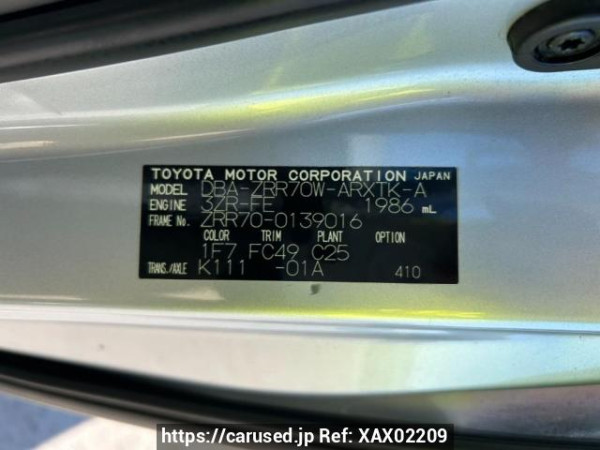 TOYOTA MOTOR CORPORATION JAPAN
MODEL DBA-ZRR70W-ARXTK-A
ENGINE 3ZR-FE 1986 mL
FRAME No. ZRR70-0139016
COLOR TRIM PLANT OPTION
1F7 FC49 C25
TRANS./AXLE K111 -01A 410
https://carused.jp Ref: XAX02209